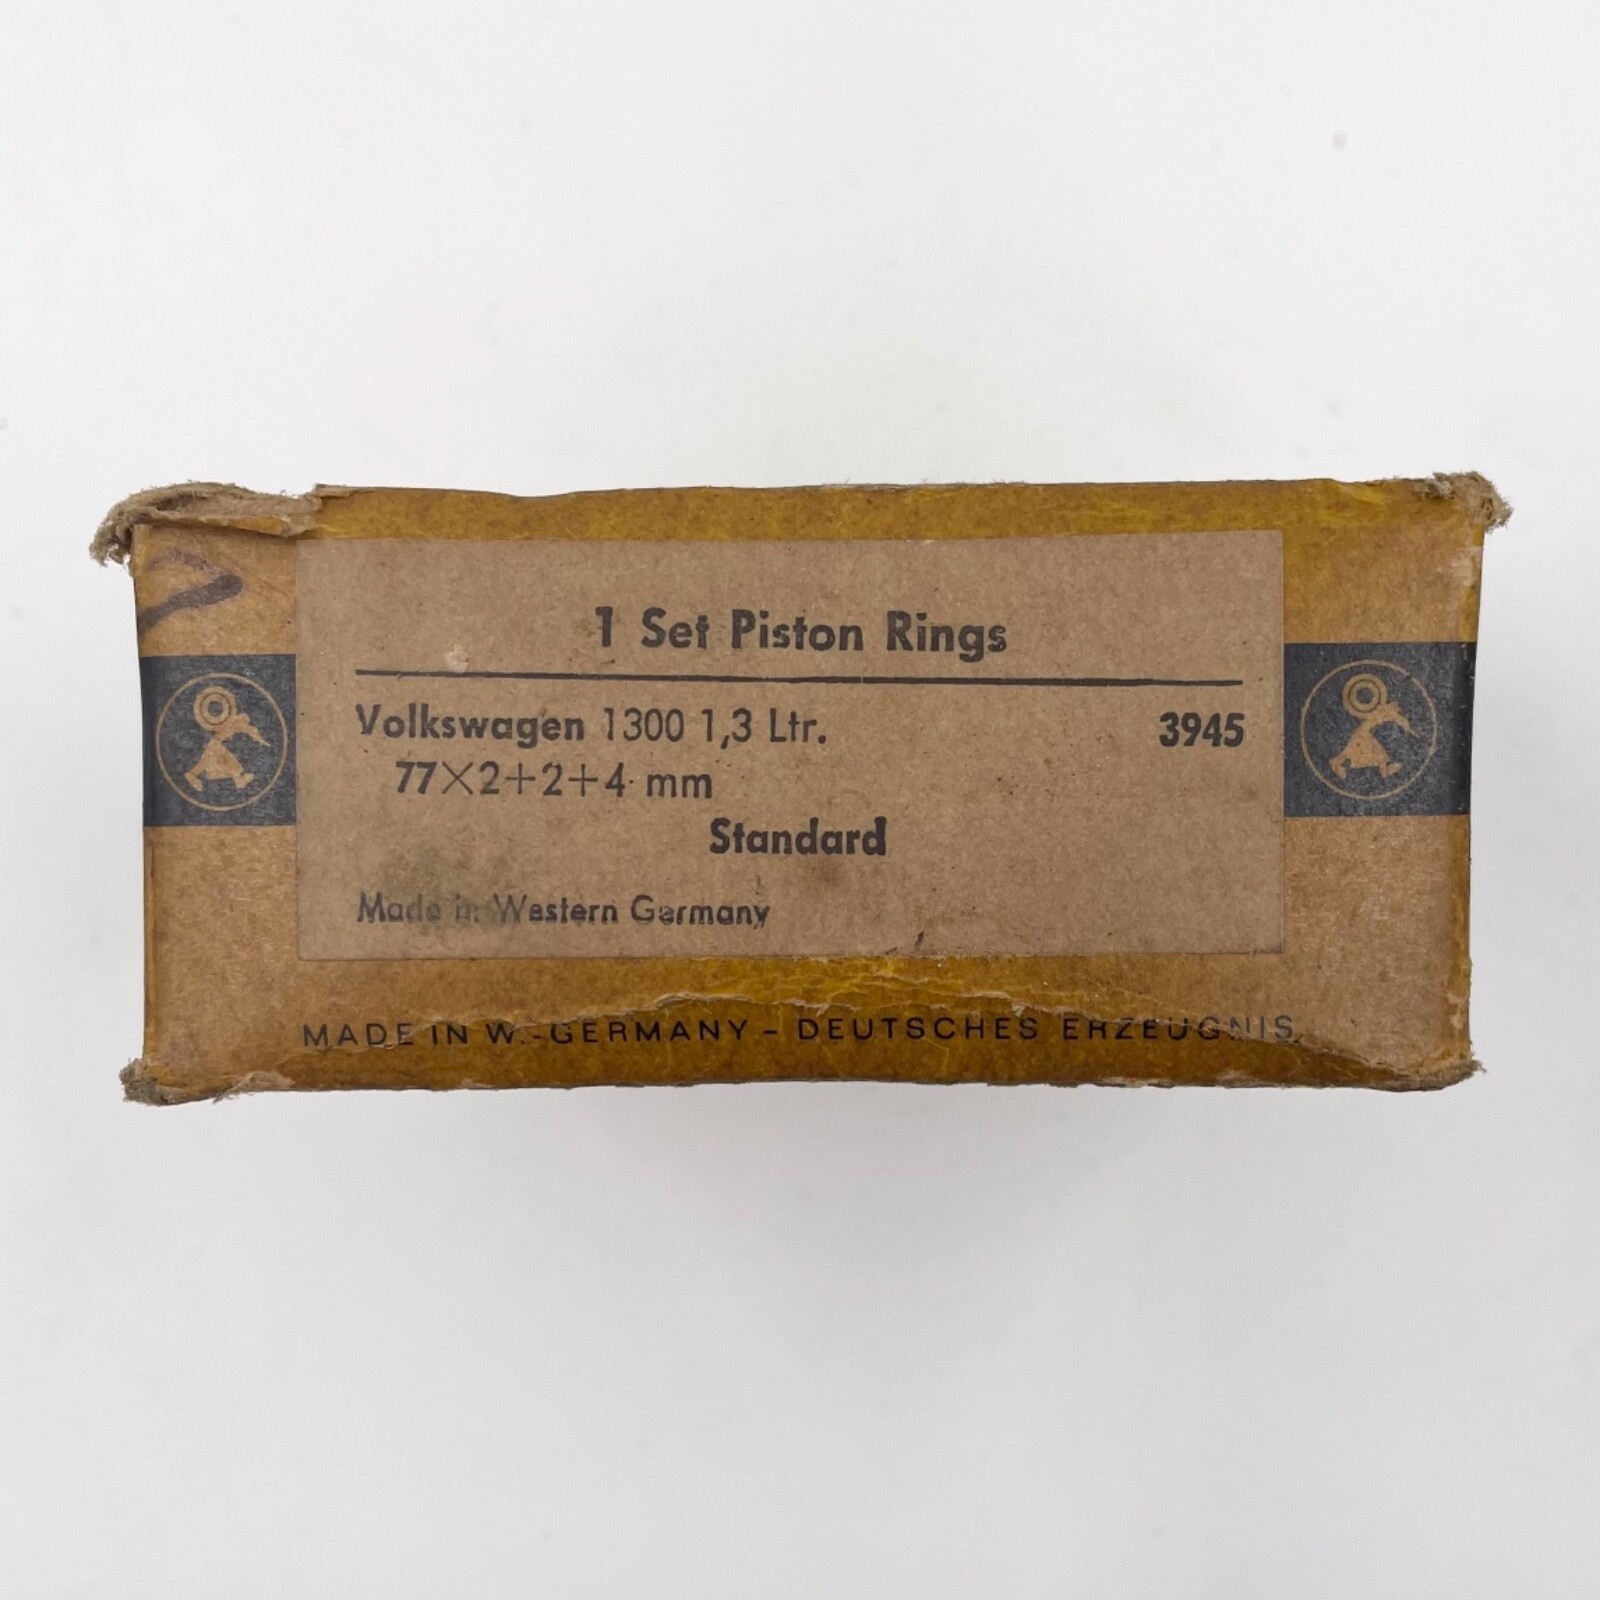 1 Set Piston Rings
Volkswagen 1300 1,3 Ltr. 3945
77×2+2+4 mm
Standard
Made in Western Germany
MADE IN W.-GERMANY – DEUTSCHES ERZEUGNIS